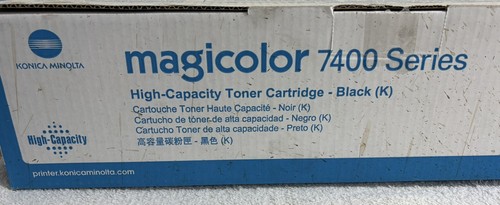 KONICA MINOLTA
magicolor 7400 Series
High-Capacity Toner Cartridge - Black (K)
Cartouche Toner Haute Capacité - Noir (K)
Cartucho de tóner de alta capacidad - Negro (K)
Cartucho Toner de alta capacidade - Preto (K)
高容量碳粉匣 - 黑色 (K)
High-Capacity
printer.konicaminolta.com